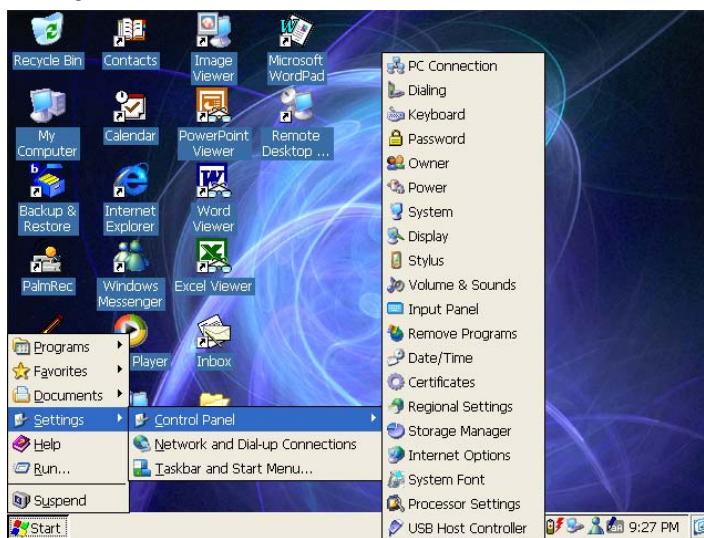 Recycle Bin
Contacts
Image
Viewer
Microsoft
WordPad
My
Computer
Calendar
PowerPoint
Viewer
Remote
Desktop ...
Backup &
Restore
Internet
Explorer
Word
Viewer
PalmRec
Windows
Messenger
Excel Viewer
Player
Inbox
Programs
Favorites
Documents
Settings
Help
Run...
Suspend
Control Panel
Network and Dial-up Connections
Taskbar and Start Menu...
PC Connection
Dialing
Keyboard
Password
Owner
Power
System
Display
Stylus
Volume & Sounds
Input Panel
Remove Programs
Date/Time
Certificates
Regional Settings
Storage Manager
Internet Options
System Font
Processor Settings
USB Host Controller
Start
9:27 PM